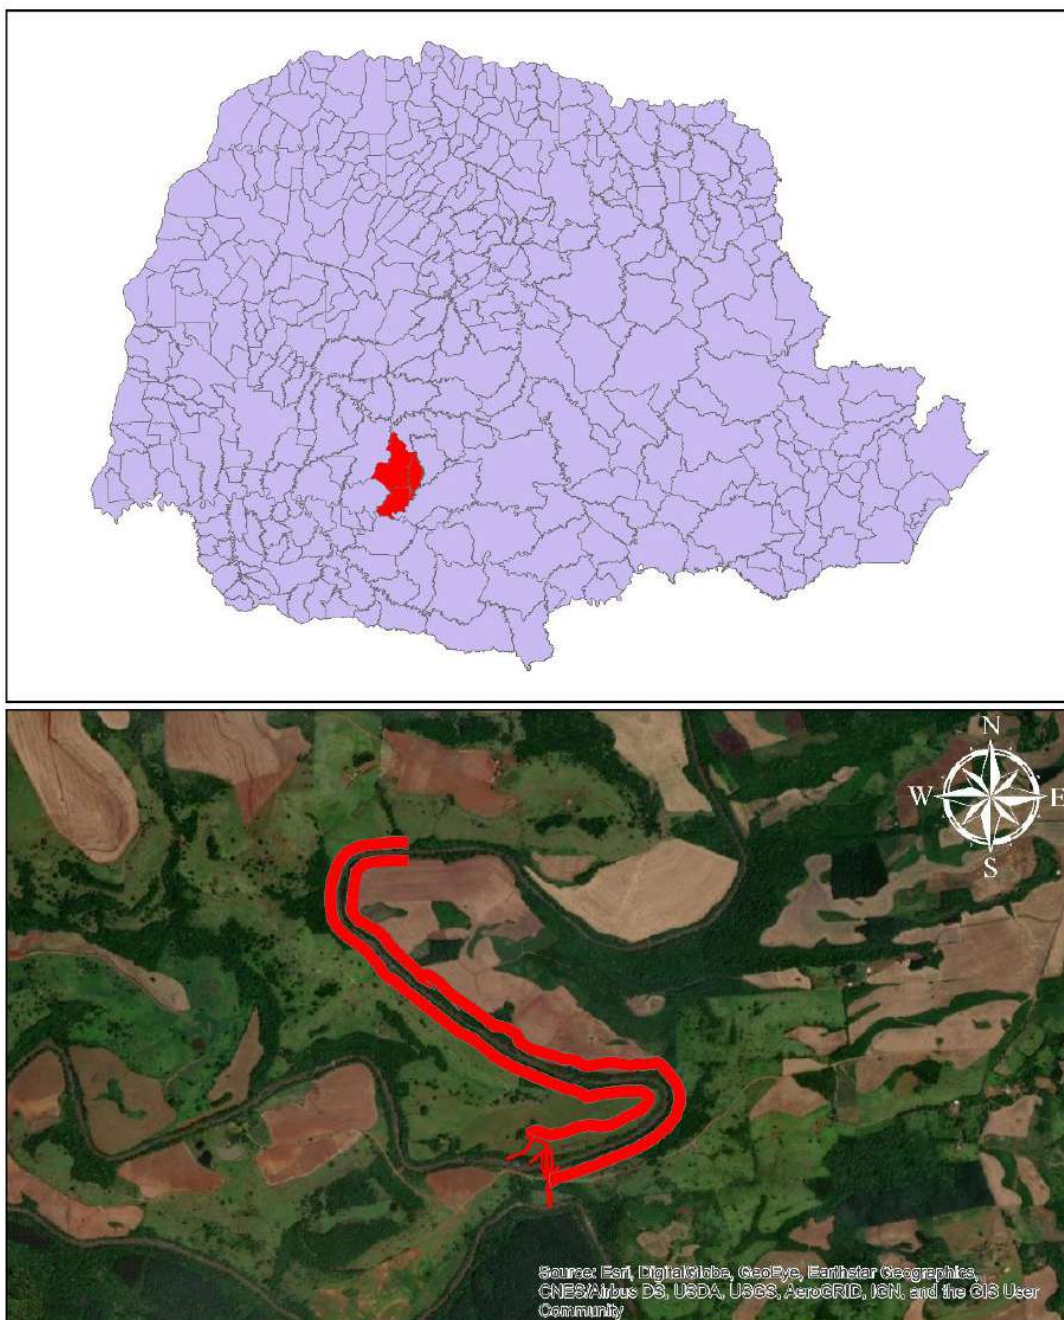 N
W E
S
Source: Esri, DigitalGlobe, GeoEye, Earthstar Geographics,
CNES/Airbus DS, USDA, USGS, AeroGRID, IGN, and the GIS User
Community